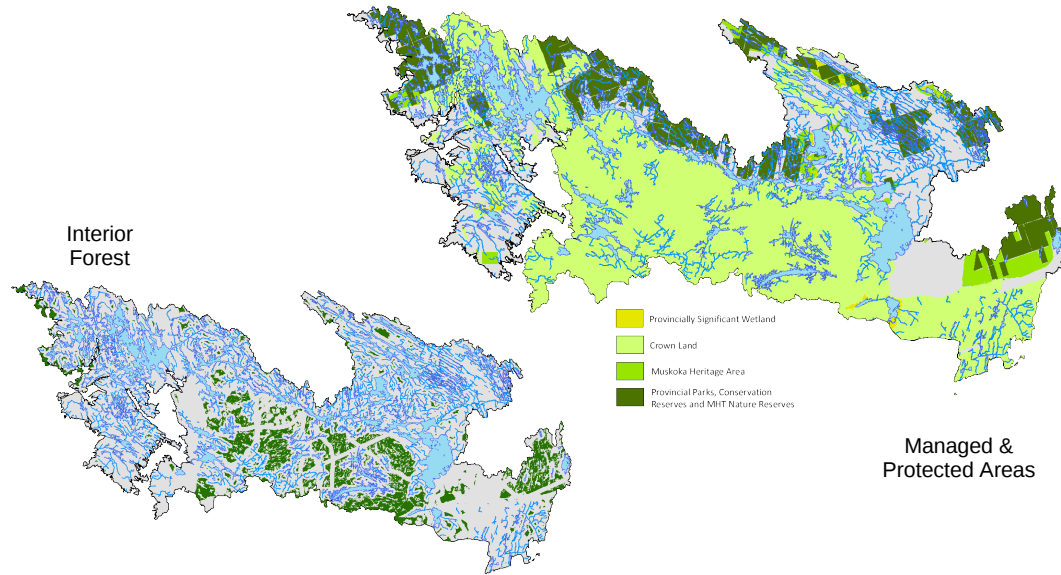 Interior
Forest
Provincially Significant Wetland
Crown Land
Muskoka Heritage Area
Provincial Parks, Conservation
Reserves and MHT Nature Reserves
Managed &
Protected Areas